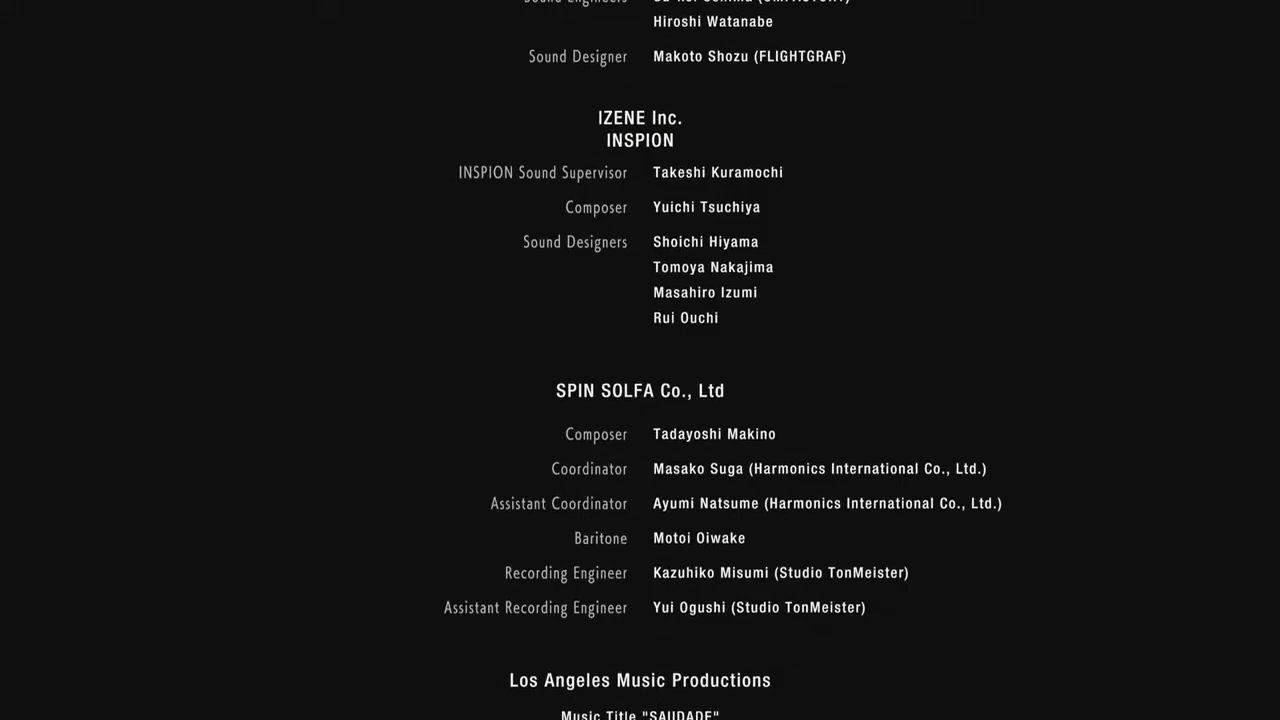 Hiroshi Watanabe
Sound Designer Makoto Shozu (FLIGHTGRAF)
IZENE Inc.
INSPION
INSPION Sound Supervisor Takeshi Kuramochi
Composer Yuichi Tsuchiya
Sound Designers Shoichi Hiyama
Tomoya Nakajima
Masahiro Izumi
Rui Ouchi
SPIN SOLFA Co., Ltd
Composer Tadayoshi Makino
Coordinator Masako Suga (Harmonics International Co., Ltd.)
Assistant Coordinator Ayumi Natsume (Harmonics International Co., Ltd.)
Baritone Motoi Oiwake
Recording Engineer Kazuhiko Misumi (Studio TonMeister)
Assistant Recording Engineer Yui Ogushi (Studio TonMeister)
Los Angeles Music Productions
Music Title "SAUDADE"